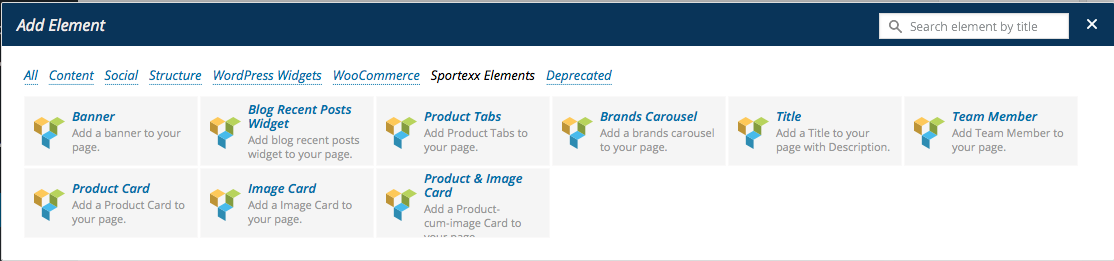 Add Element
Search element by title
All Content Social Structure WordPress Widgets WooCommerce Sportexx Elements Deprecated
Banner
Add a banner to your
page.
Blog Recent Posts
Widget
Add blog recent posts
widget to your page.
Product Tabs
Add Product Tabs to
your page.
Brands Carousel
Add a brands carousel
to your page.
Title
Add a Title to your
page with Description.
Team Member
Add Team Member to
your page.
Product Card
Add a Product Card to
your page.
Image Card
Add a Image Card to
your page.
Product & Image
Card
Add a Product-
cum-image Card to
your page